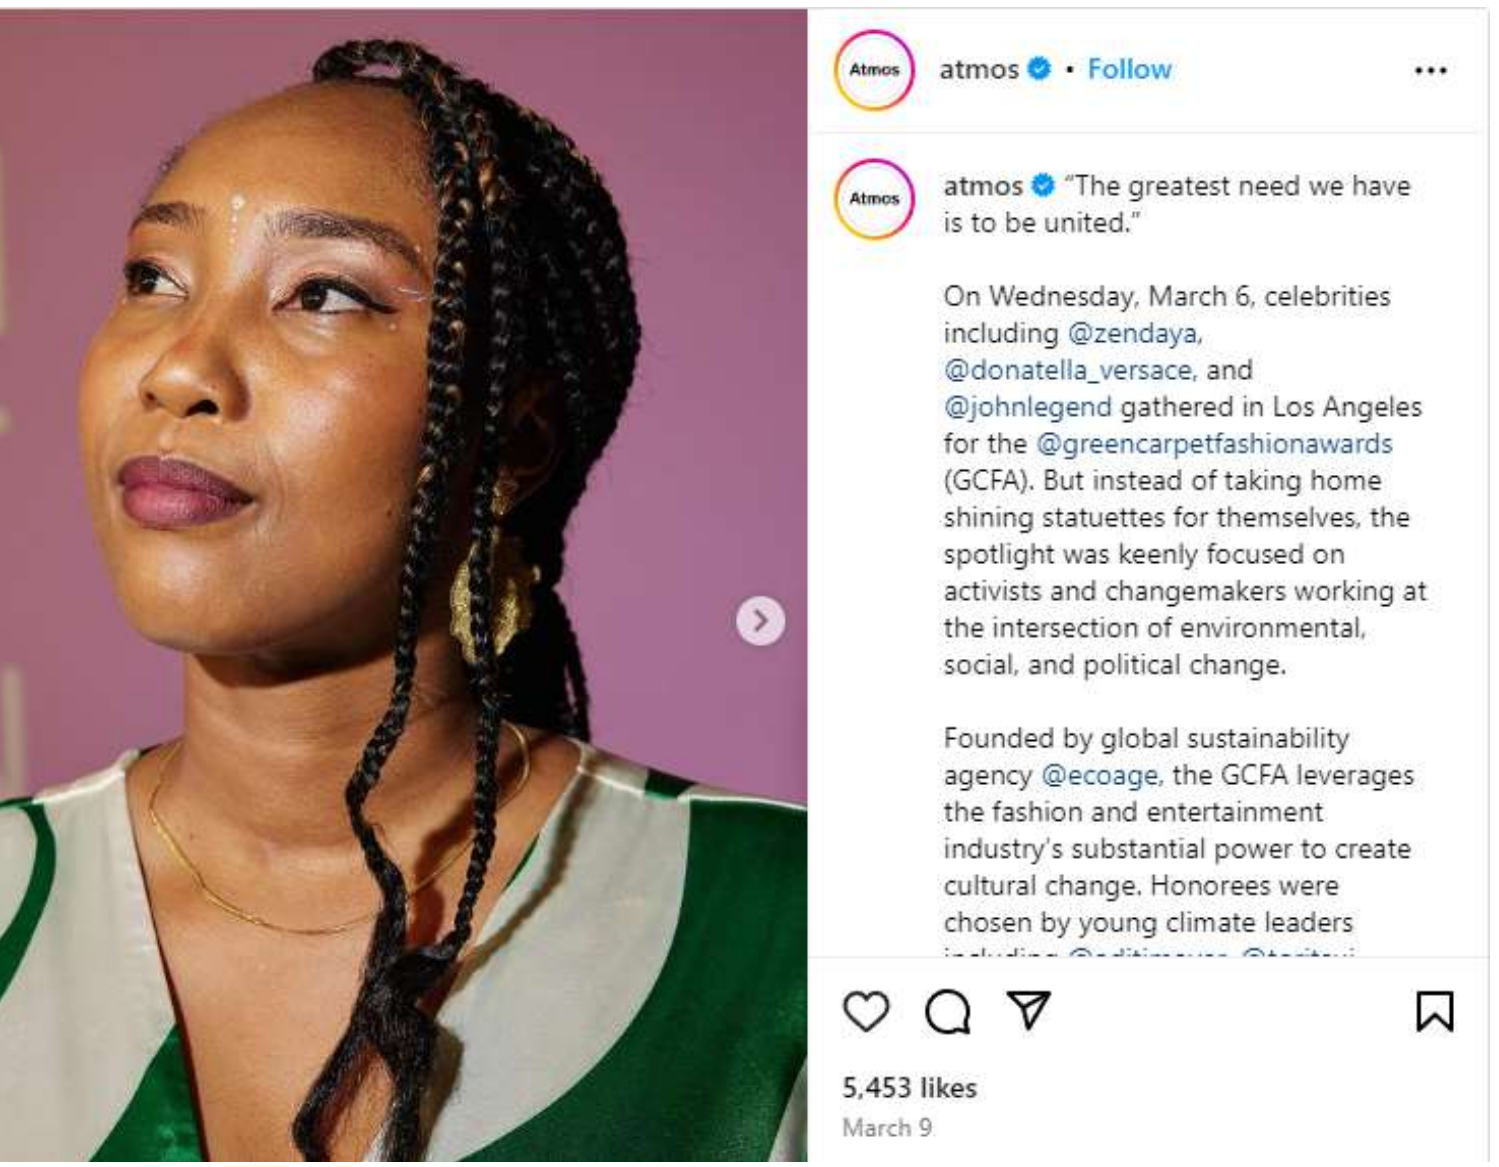 Atmos
atmos • Follow
Atmos
atmos “The greatest need we have
is to be united.”
On Wednesday, March 6, celebrities
including @zendaya,
@donatella_versace, and
@johnlegend gathered in Los Angeles
for the @greencarpetfashionawards
(GCFA). But instead of taking home
shining statuettes for themselves, the
spotlight was keenly focused on
activists and changemakers working at
the intersection of environmental,
social, and political change.
Founded by global sustainability
agency @ecoage, the GCFA leverages
the fashion and entertainment
industry’s substantial power to create
cultural change. Honorees were
chosen by young climate leaders
including
5,453 likes
March 9